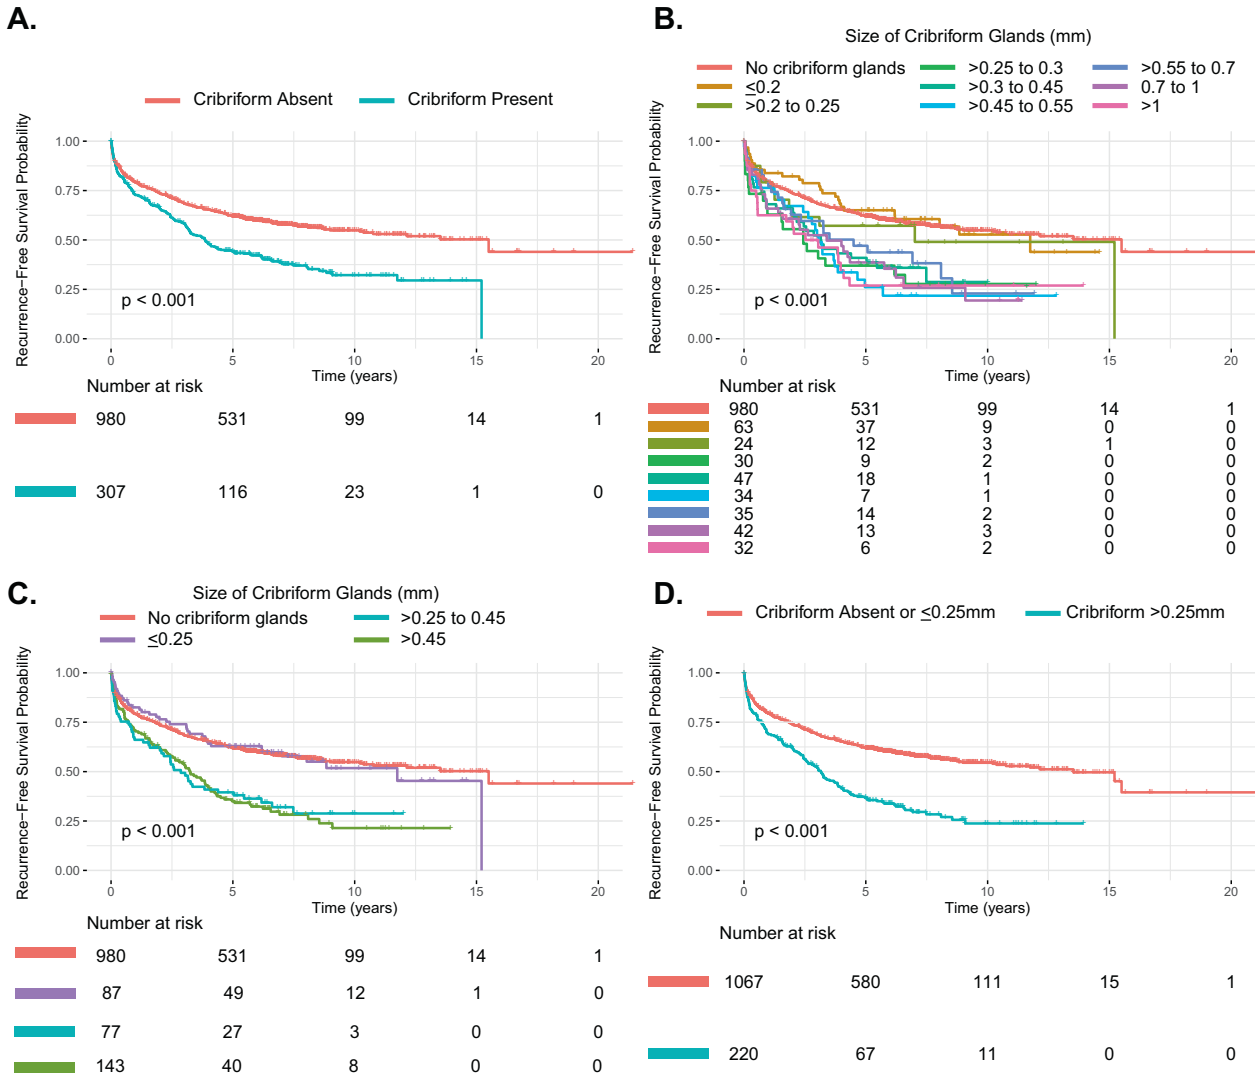 A.
Cribriform Absent
Cribriform Present
Recurrence−Free Survival Probability
1.00
0.75
0.50
0.25
0.00
p < 0.001
0 5 10 15 20
Time (years)
Number at risk
980 531 99 14 1
307 116 23 1 0
B.
Size of Cribriform Glands (mm)
No cribriform glands >0.25 to 0.3 >0.55 to 0.7
≤0.2 >0.3 to 0.45 0.7 to 1
>0.2 to 0.25 >0.45 to 0.55 >1
Recurrence−Free Survival Probability
1.00
0.75
0.50
0.25
0.00
p < 0.001
0 5 10 15 20
Time (years)
Number at risk
980 531 99 14 1
63 37 9 0 0
24 12 3 1 0
30 9 2 0 0
47 18 1 0 0
34 7 1 0 0
35 14 2 0 0
42 13 3 0 0
32 6 2 0 0
C.
Size of Cribriform Glands (mm)
No cribriform glands >0.25 to 0.45
≤0.25 >0.45
Recurrence−Free Survival Probability
1.00
0.75
0.50
0.25
0.00
p < 0.001
0 5 10 15 20
Time (years)
Number at risk
980 531 99 14 1
87 49 12 1 0
77 27 3 0 0
143 40 8 0 0
D.
Cribriform Absent or ≤0.25mm
Cribriform >0.25mm
Recurrence−Free Survival Probability
1.00
0.75
0.50
0.25
0.00
p < 0.001
0 5 10 15 20
Time (years)
Number at risk
1067 580 111 15 1
220 67 11 0 0